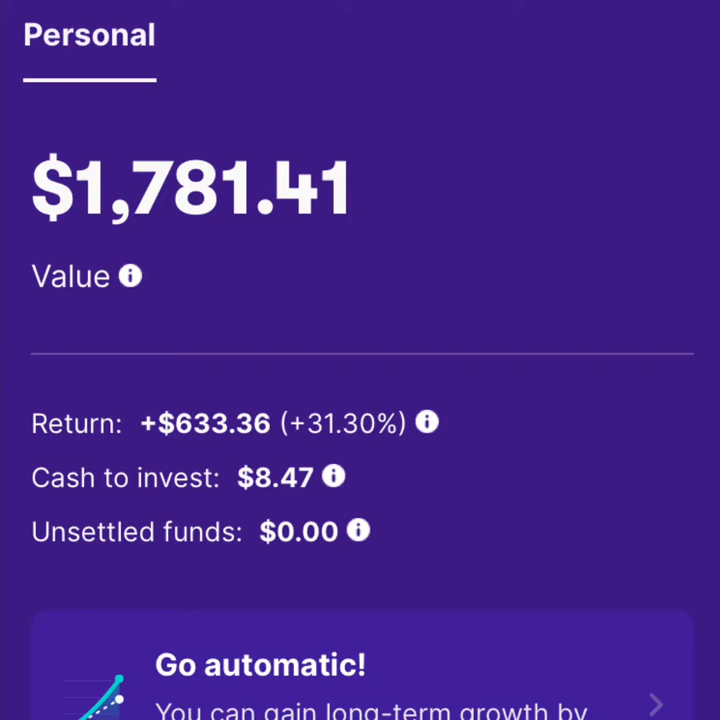 Personal
$1,781.41
Value
Return: +$633.36 (+31.30%)
Cash to invest: $8.47
Unsettled funds: $0.00
Go automatic!
You can gain long-term growth by